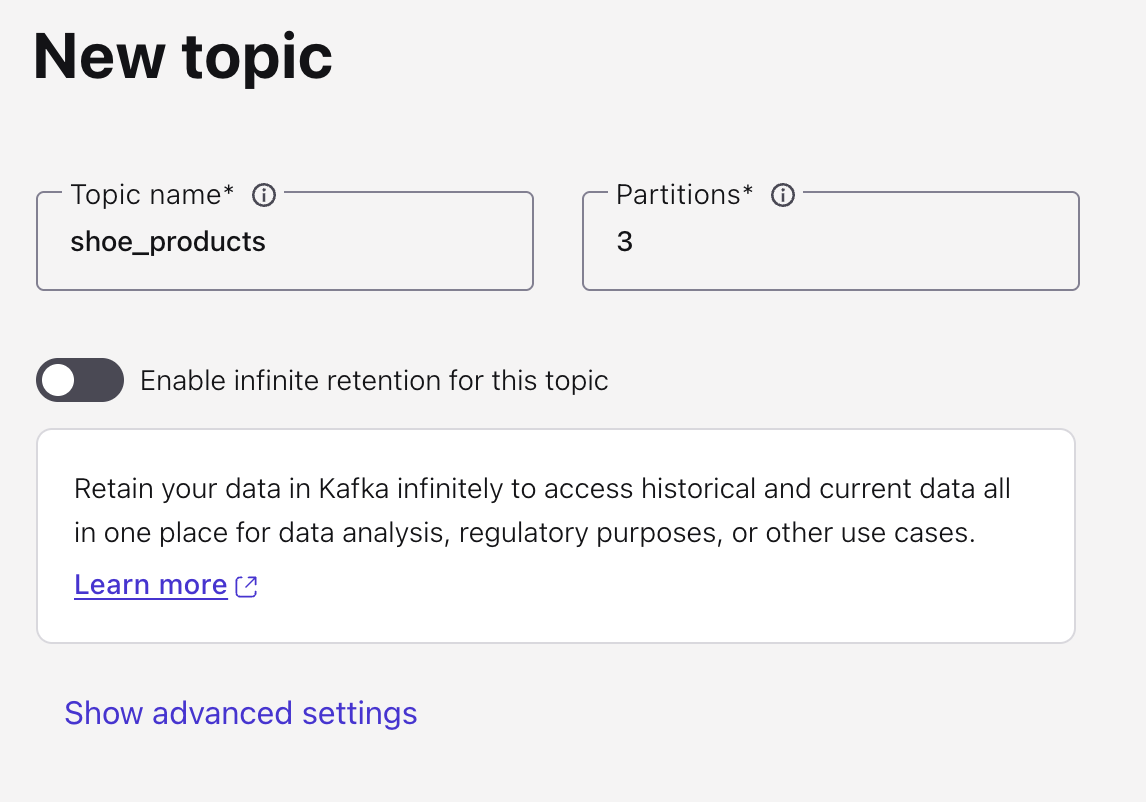 New topic
Topic name*
Partitions*
shoe_products
3
Enable infinite retention for this topic
Retain your data in Kafka infinitely to access historical and current data all
in one place for data analysis, regulatory purposes, or other use cases.
Learn more
Show advanced settings